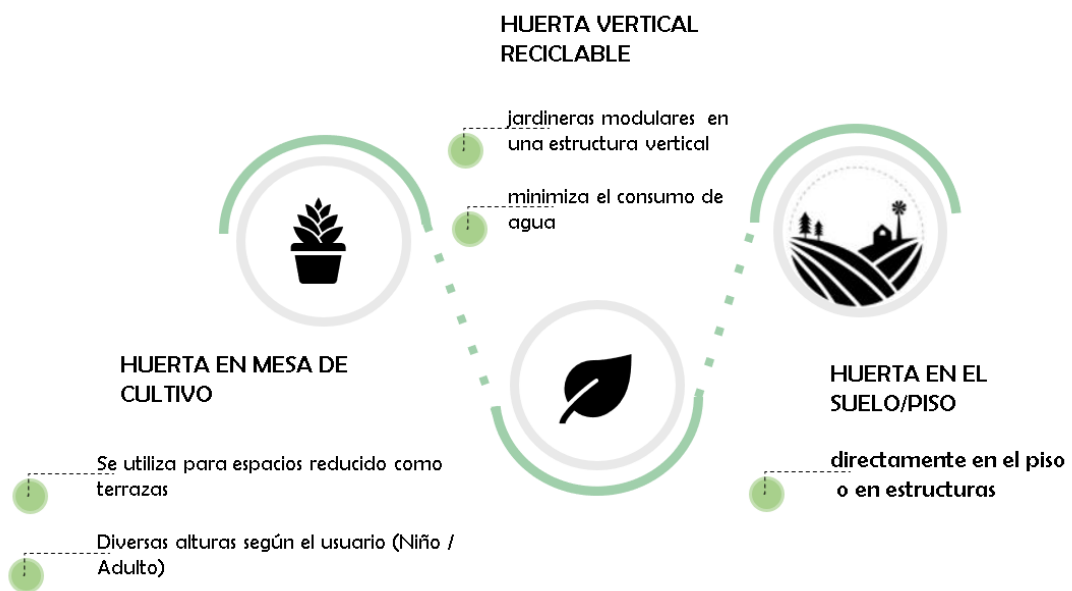 HUERTA VERTICAL
RECICLABLE
jardineras modulares en
una estructura vertical
minimiza el consumo de
agua
HUERTA EN MESA DE
CULTIVO
Se utiliza para espacios reducido como
terrazas
Diversas alturas según el usuario (Niño /
Adulto)
HUERTA EN EL
SUELO/PISO
directamente en el piso
o en estructuras